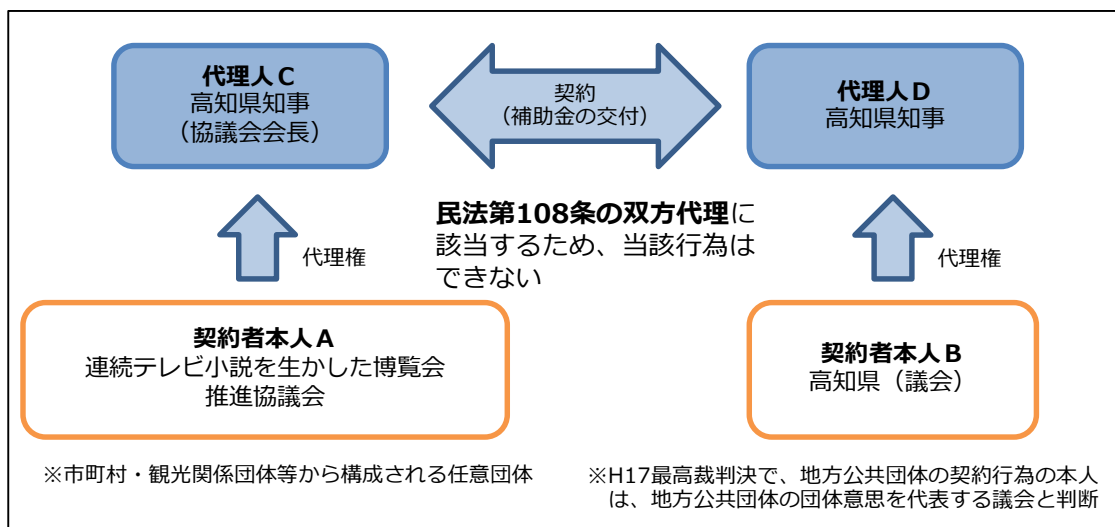 代理人C
高知県知事
（協議会会長）
契約
（補助金の交付）
代理人D
高知県知事
代理権
民法第108条の双方代理に
該当するため、当該行為は
できない
代理権
契約者本人A
連続テレビ小説を生かした博覧会
推進協議会
契約者本人B
高知県（議会）
※市町村・観光関係団体等から構成される任意団体
※H17最高裁判決で、地方公共団体の契約行為の本人
は、地方公共団体の団体意思を代表する議会と判断